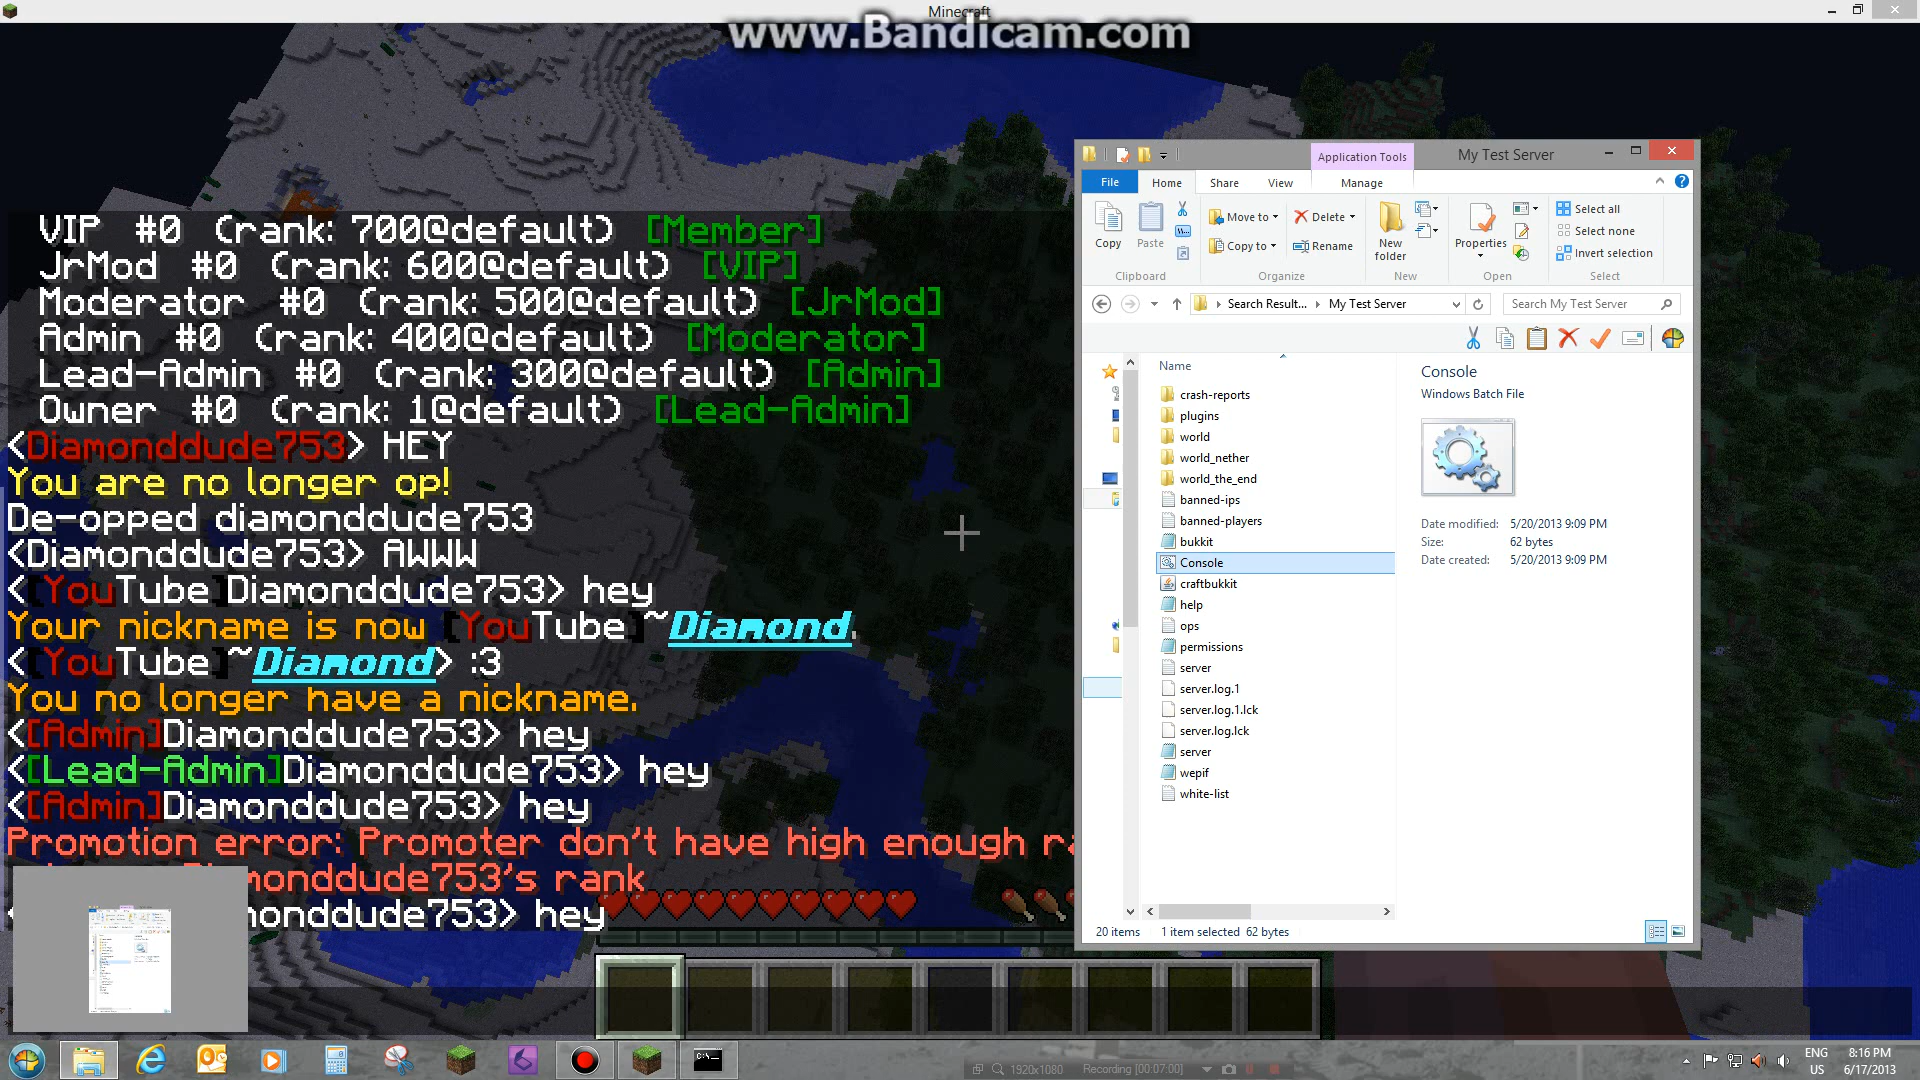 Minecraft
www.Bandicam.com
VIP #0 (rank: 700@default) [Member]
JrMod #0 (rank: 600@default) [VIP]
Moderator #0 (rank: 500@default) [JrMod]
Admin #0 (rank: 400@default) [Moderator]
Lead-Admin #0 (rank: 300@default) [Admin]
Owner #0 (rank: 1@default) [Lead-Admin]
<Diamonddude753> HEY
You are no longer op!
De-opped diamonddude753
<Diamonddude753> AWWW
<[YouTube]Diamonddude753> hey
Your nickname is now [YouTube]~Diamond.
<[YouTube]~Diamond> :3
You no longer have a nickname.
<[Admin]Diamonddude753> hey
<[Lead-Admin]Diamonddude753> hey
<[Admin]Diamonddude753> hey
Promotion error: Promoter don't have high enough
monddude753's rank
monddude753> hey
Application Tools
My Test Server
File Home Share View Manage
Copy
Paste
Move to
Copy to
Delete
Rename
New folder
Properties
Select all
Select none
Invert selection
Clipboard Organize New Open Select
Search Result... My Test Server
Search My Test Server
Name
crash-reports
plugins
world
world_nether
world_the_end
banned-ips
banned-players
bukkit
Console
craftbukkit
help
ops
permissions
server
server.log.1
server.log.1.lck
server.log.lck
server
wepif
white-list
Console
Windows Batch File
Date modified: 5/20/2013 9:09 PM
Size: 62 bytes
Date created: 5/20/2013 9:09 PM
20 items 1 item selected 62 bytes
1920x1080 Recording [00:07:00]
ENG
US
8:16 PM
6/17/2013